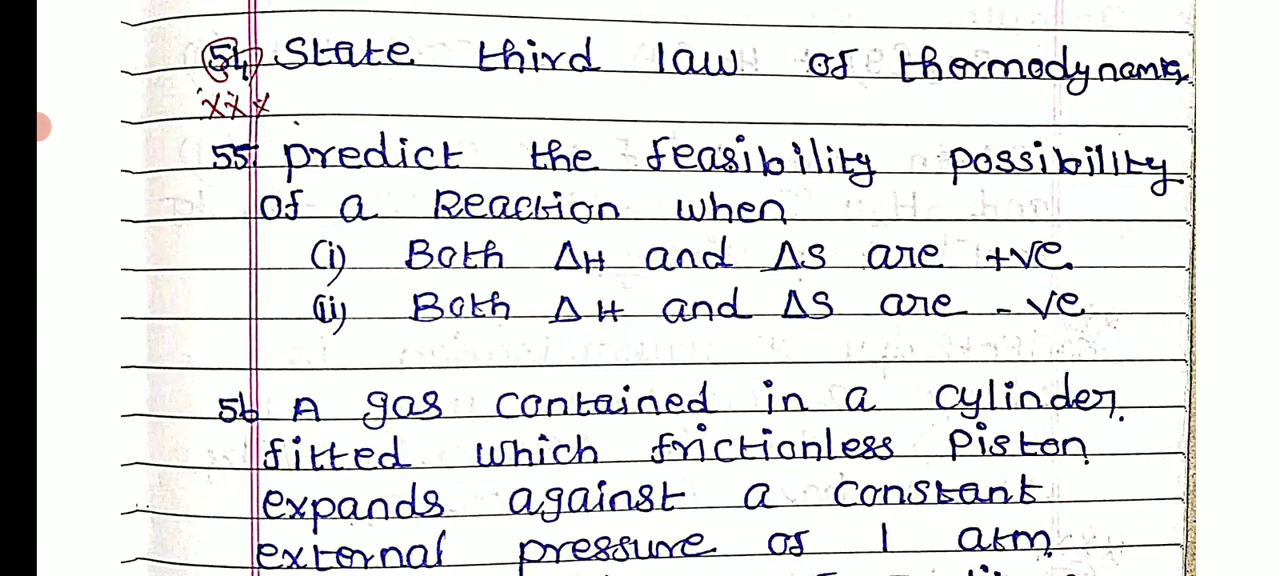 54, State third law of thermodynamics
xxx
55. predict the feasibility possibility
of a Reaction when
(i) Both ΔH and ΔS are +ve.
(ii) Both ΔH and ΔS are -ve
56 A gas contained in a cylinder.
fitted which frictionless Piston
expands against a constant
external pressure of 1 atm